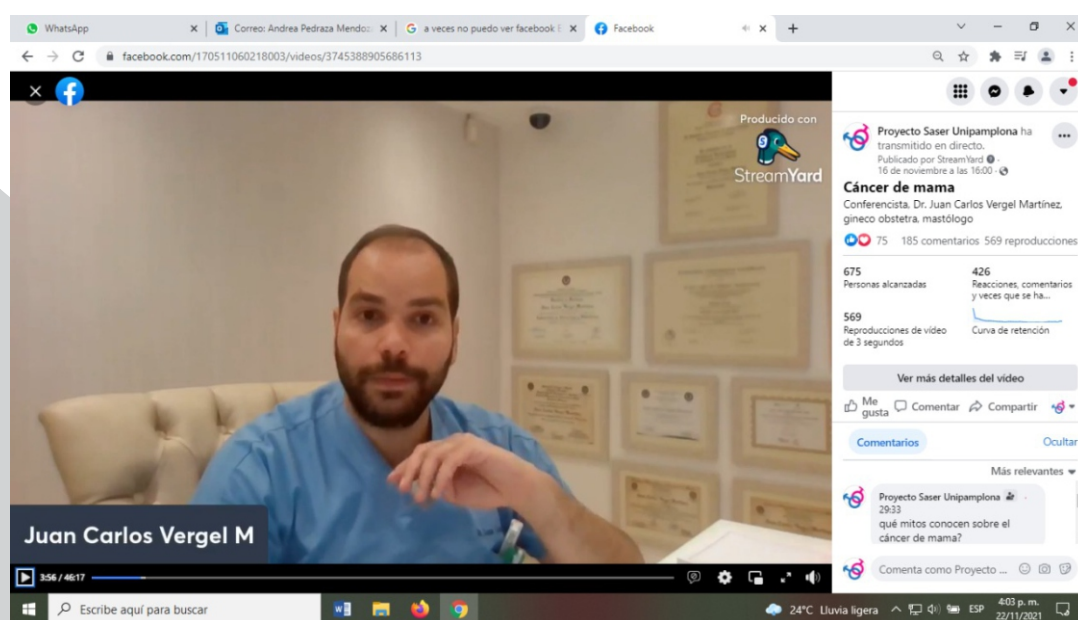 WhatsApp
Correo: Andrea Pedraza Mendoz
a veces no puedo ver facebook E
Facebook
facebook.com/170511060218003/videos/3745388905686113
Producido con
StreamYard
Proyecto Saser Unipamplona ha
transmitido en directo.
Publicado por StreamYard
16 de noviembre a las 16:00
Cáncer de mama
Conferencista, Dr. Juan Carlos Vergel Martínez,
gineco obstetra, mastólogo
75 185 comentarios 569 reproducciones
675
Personas alcanzadas
426
Reacciones, comentarios
y veces que se ha...
569
Reproducciones de vídeo
de 3 segundos
Curva de retención
Ver más detalles del vídeo
Me
gusta
Comentar
Compartir
Comentarios
Ocultar
Más relevantes
Proyecto Saser Unipamplona
29:33
qué mitos conocen sobre el
cáncer de mama?
Comenta como Proyecto ...
Juan Carlos Vergel M
3:56 / 46:17
Escribe aquí para buscar
24°C Lluvia ligera
ESP
4:03 p. m.
22/11/2021